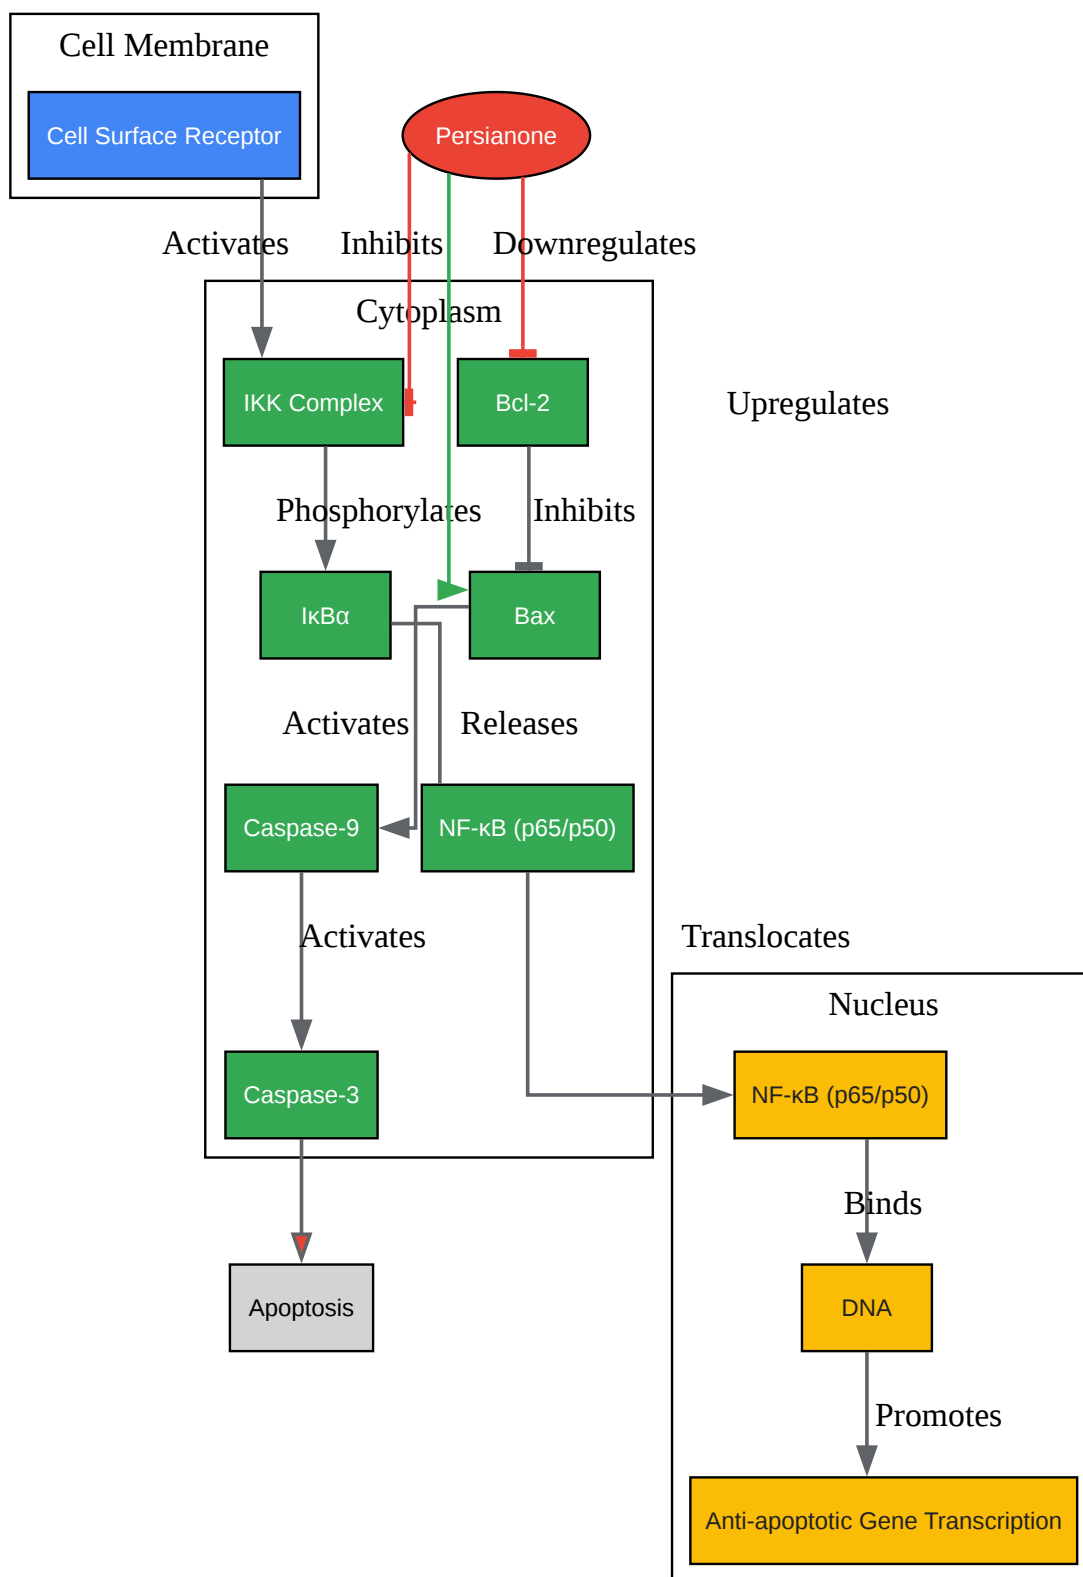 Cell Membrane
Cell Surface Receptor
Persianone
Activates
Inhibits
Downregulates
Cytoplasm
IKK Complex
Bcl-2
Upregulates
Phosphorylates
Inhibits
IκBα
Bax
Activates
Releases
Caspase-9
NF-κB (p65/p50)
Activates
Translocates
Nucleus
Caspase-3
NF-κB (p65/p50)
Binds
Apoptosis
DNA
Promotes
Anti-apoptotic Gene Transcription